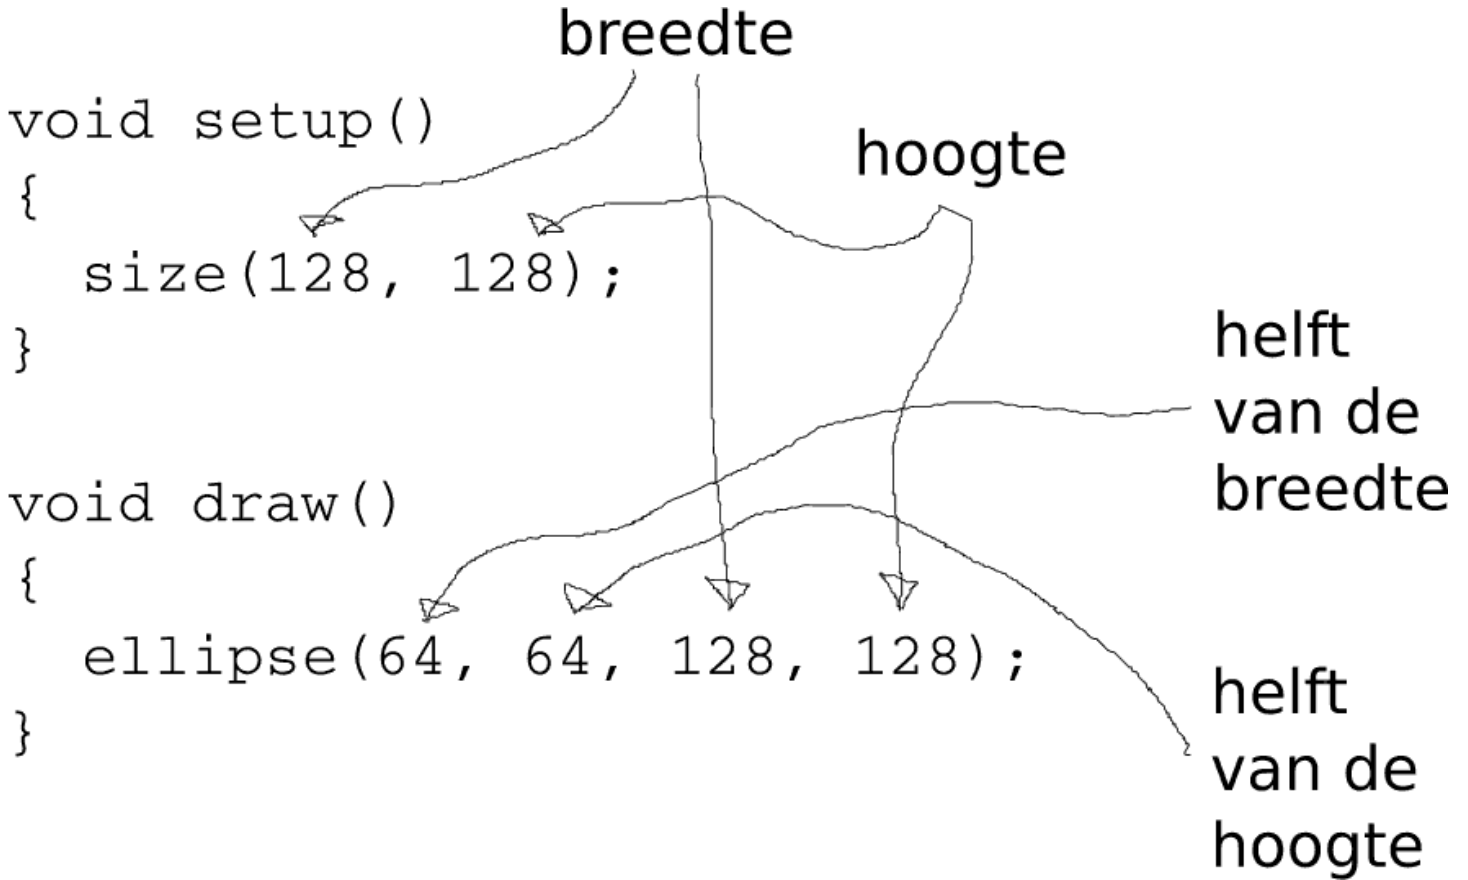 breedte
void setup()
hoogte
{
size(128, 128);
}
helft
van de
breedte
void draw()
{
ellipse(64, 64, 128, 128);
}
helft
van de
hoogte